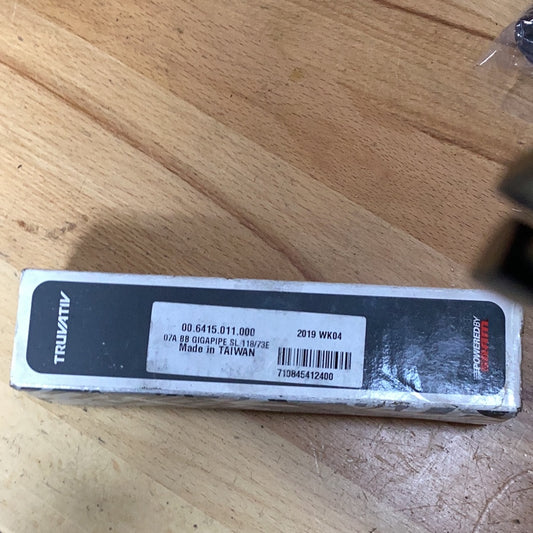 TRUVATIV
00.6415.011.000
2019 WK04
07A BB GIGAPIPE SL 118/73E
Made in TAIWAN
710845412400
POWERED BY
SRAM